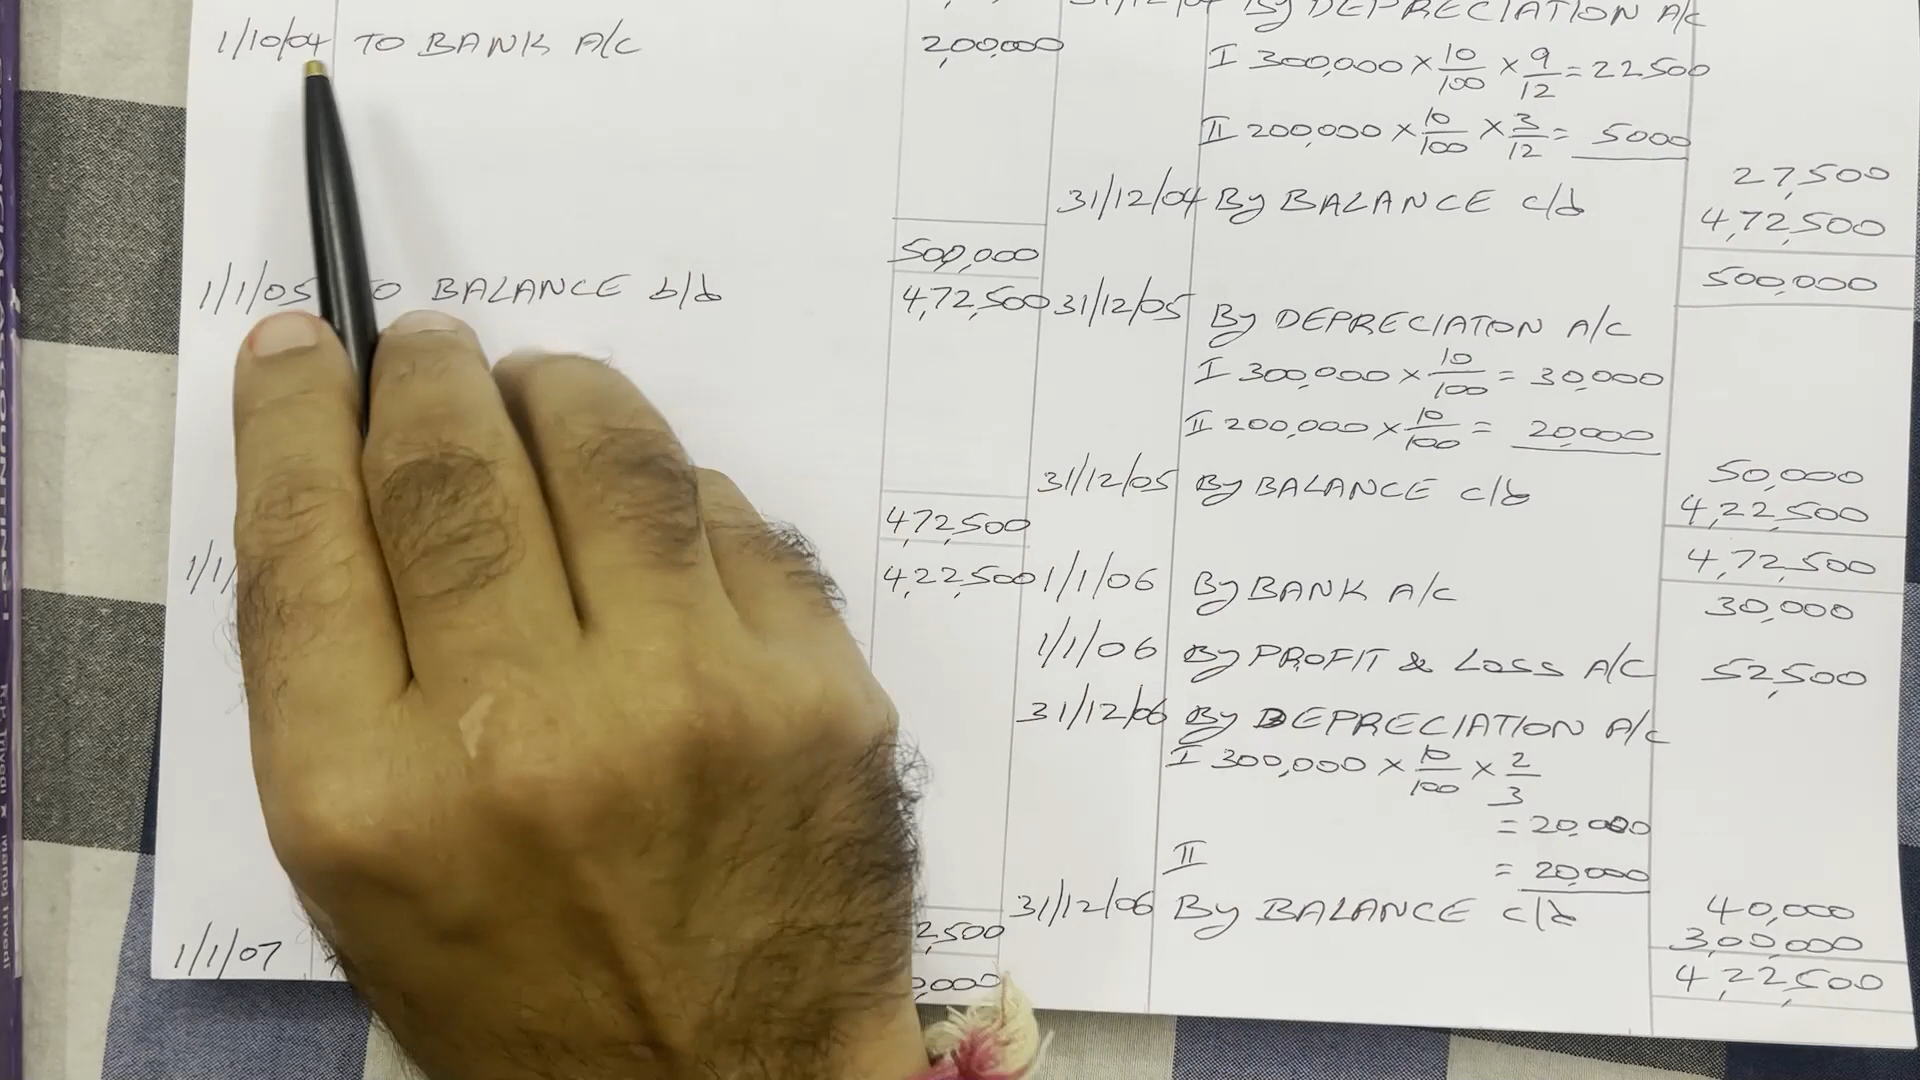 By DEPRECIATION A/c
1/10/04 TO BANK A/C 200,000
I 300,000 × 10/100 × 9/12 = 22500
II 200,000 × 10/100 × 3/12 = 5000
27,500
31/12/04 By BALANCE c/d 4,72,500
500,000 500,000
1/1/05 BALANCE b/d 4,72,500 31/12/05 By DEPRECIATON A/C
I 300,000 × 10/100 = 30,000
II 200,000 × 10/100 = 20,000
50,000
31/12/05 By BALANCE c/d 4,22,500
4,72,500 4,72,500
4,22,500 1/1/06 By BANK A/C 30,000
1/1/06 By PROFIT & LOSS A/C 52,500
31/12/06 By DEPRECIATION A/C
I 300,000 × 10/100 × 2/3
= 20,000
II = 20,000
40,000
31/12/06 By BALANCE c/d 3,00,000
2,500 4,22,500
1/1/07 0,000